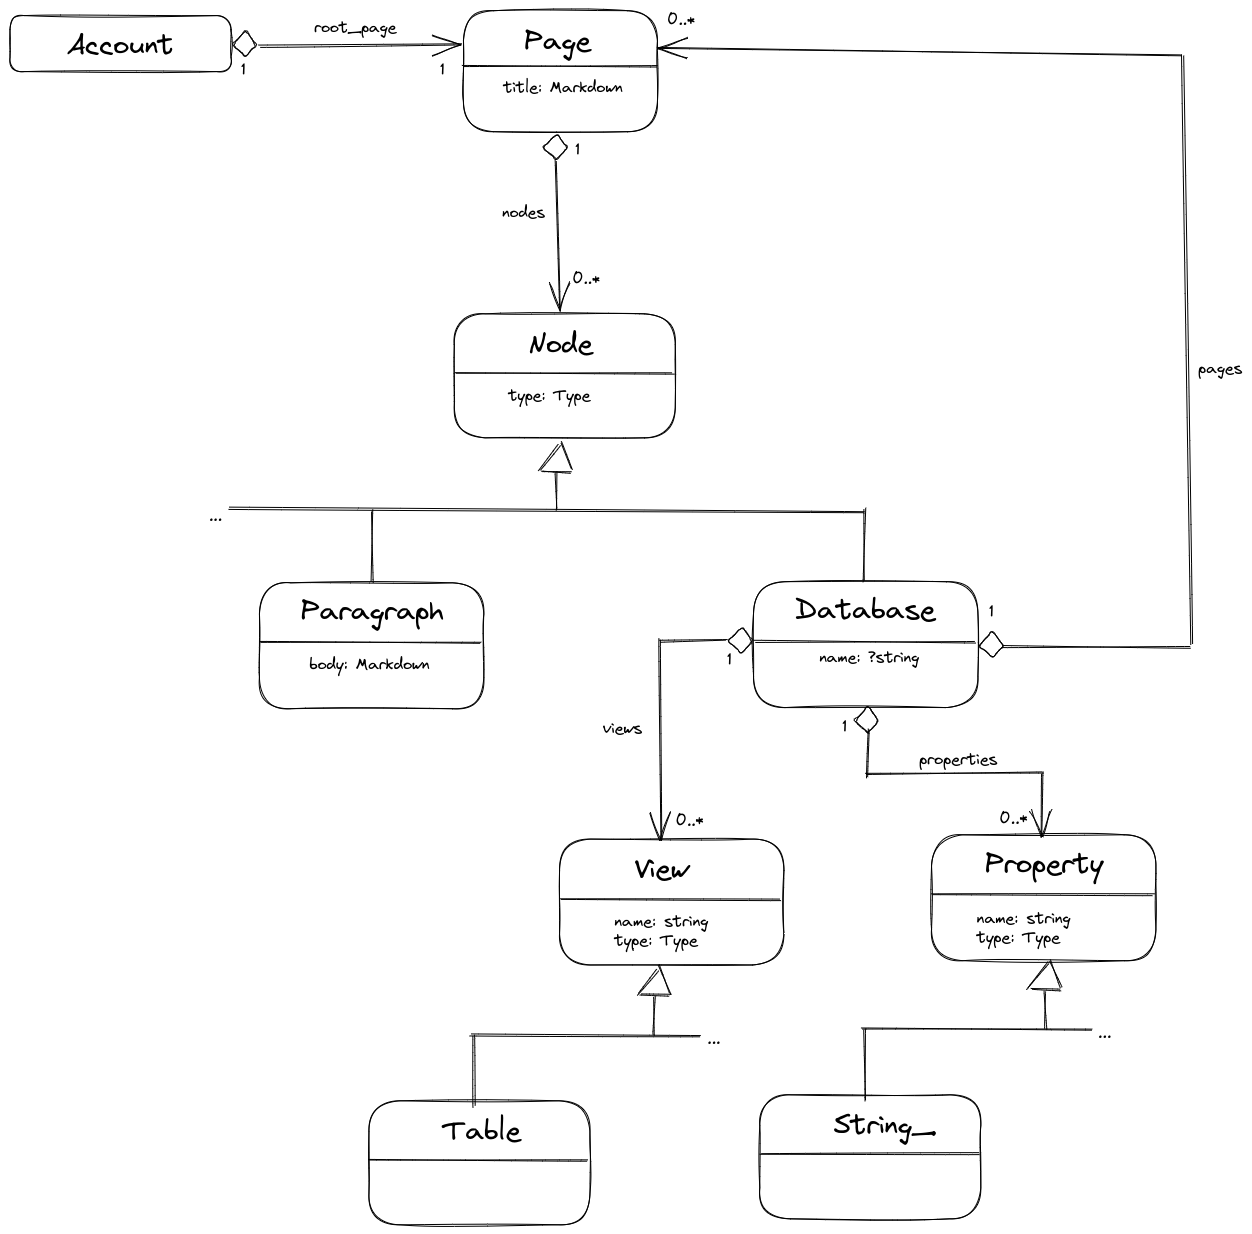 Account
root_page
1
1
Page
title: Markdown
0..*
1
nodes
0..*
Node
type: Type
pages
...
Paragraph
body: Markdown
Database
name: ?string
1
1
1
views
properties
0..*
0..*
View
name: string
type: Type
Property
name: string
type: Type
...
...
Table
String_